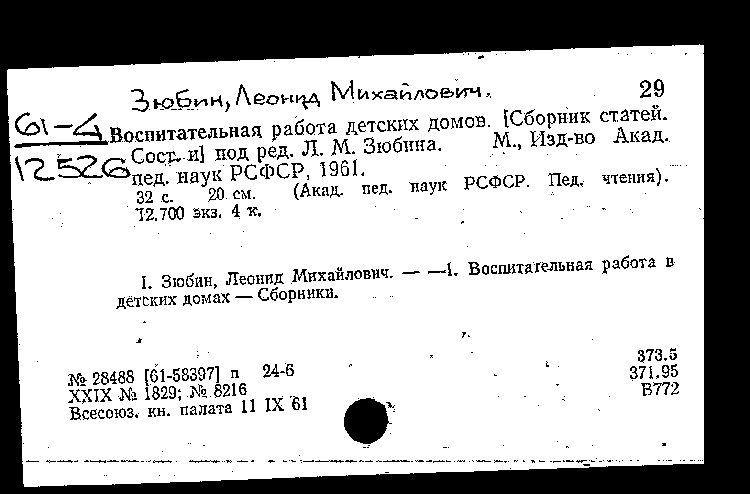 Зюбин, Леонид Михайлович.
29
61-4
12526
Воспитательная работа детских домов. [Сборник статей.
Сост. и] под ред. Л. М. Зюбина. М., Изд-во Акад.
пед. наук РСФСР, 1961.
32 с. 20 см. (Акад. пед. наук РСФСР. Пед. чтения).
12.700 экз. 4 к.
I. Зюбин, Леонид Михайлович. — —1. Воспитательная работа в
детских домах — Сборники.
373.5
№ 28488 [61-58397] п 24-6
371.95
XXIX № 1829; № 8216
В772
Всесоюз. кн. палата 11 IX 61